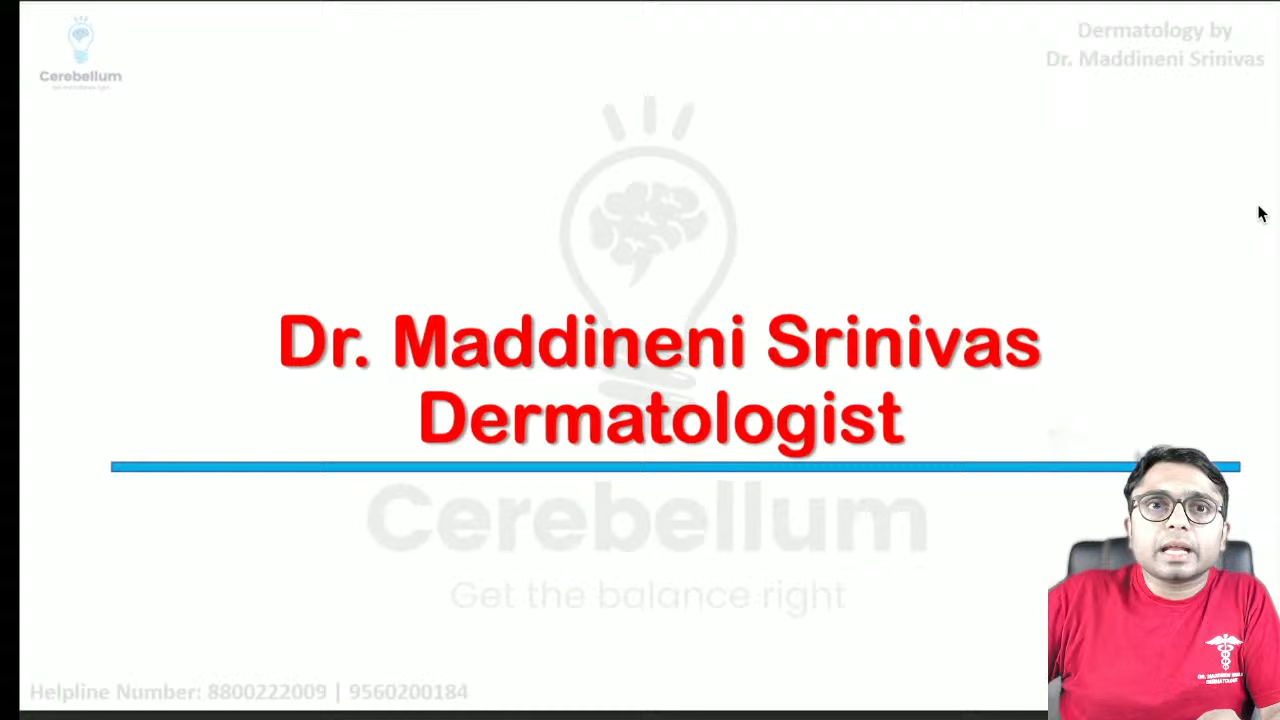 Cerebellum
Dermatology by
Dr. Maddineni Srinivas
Dr. Maddineni Srinivas
Dermatologist
Cerebellum
Get the balance right
Helpline Number: 8800222009 | 9560200184